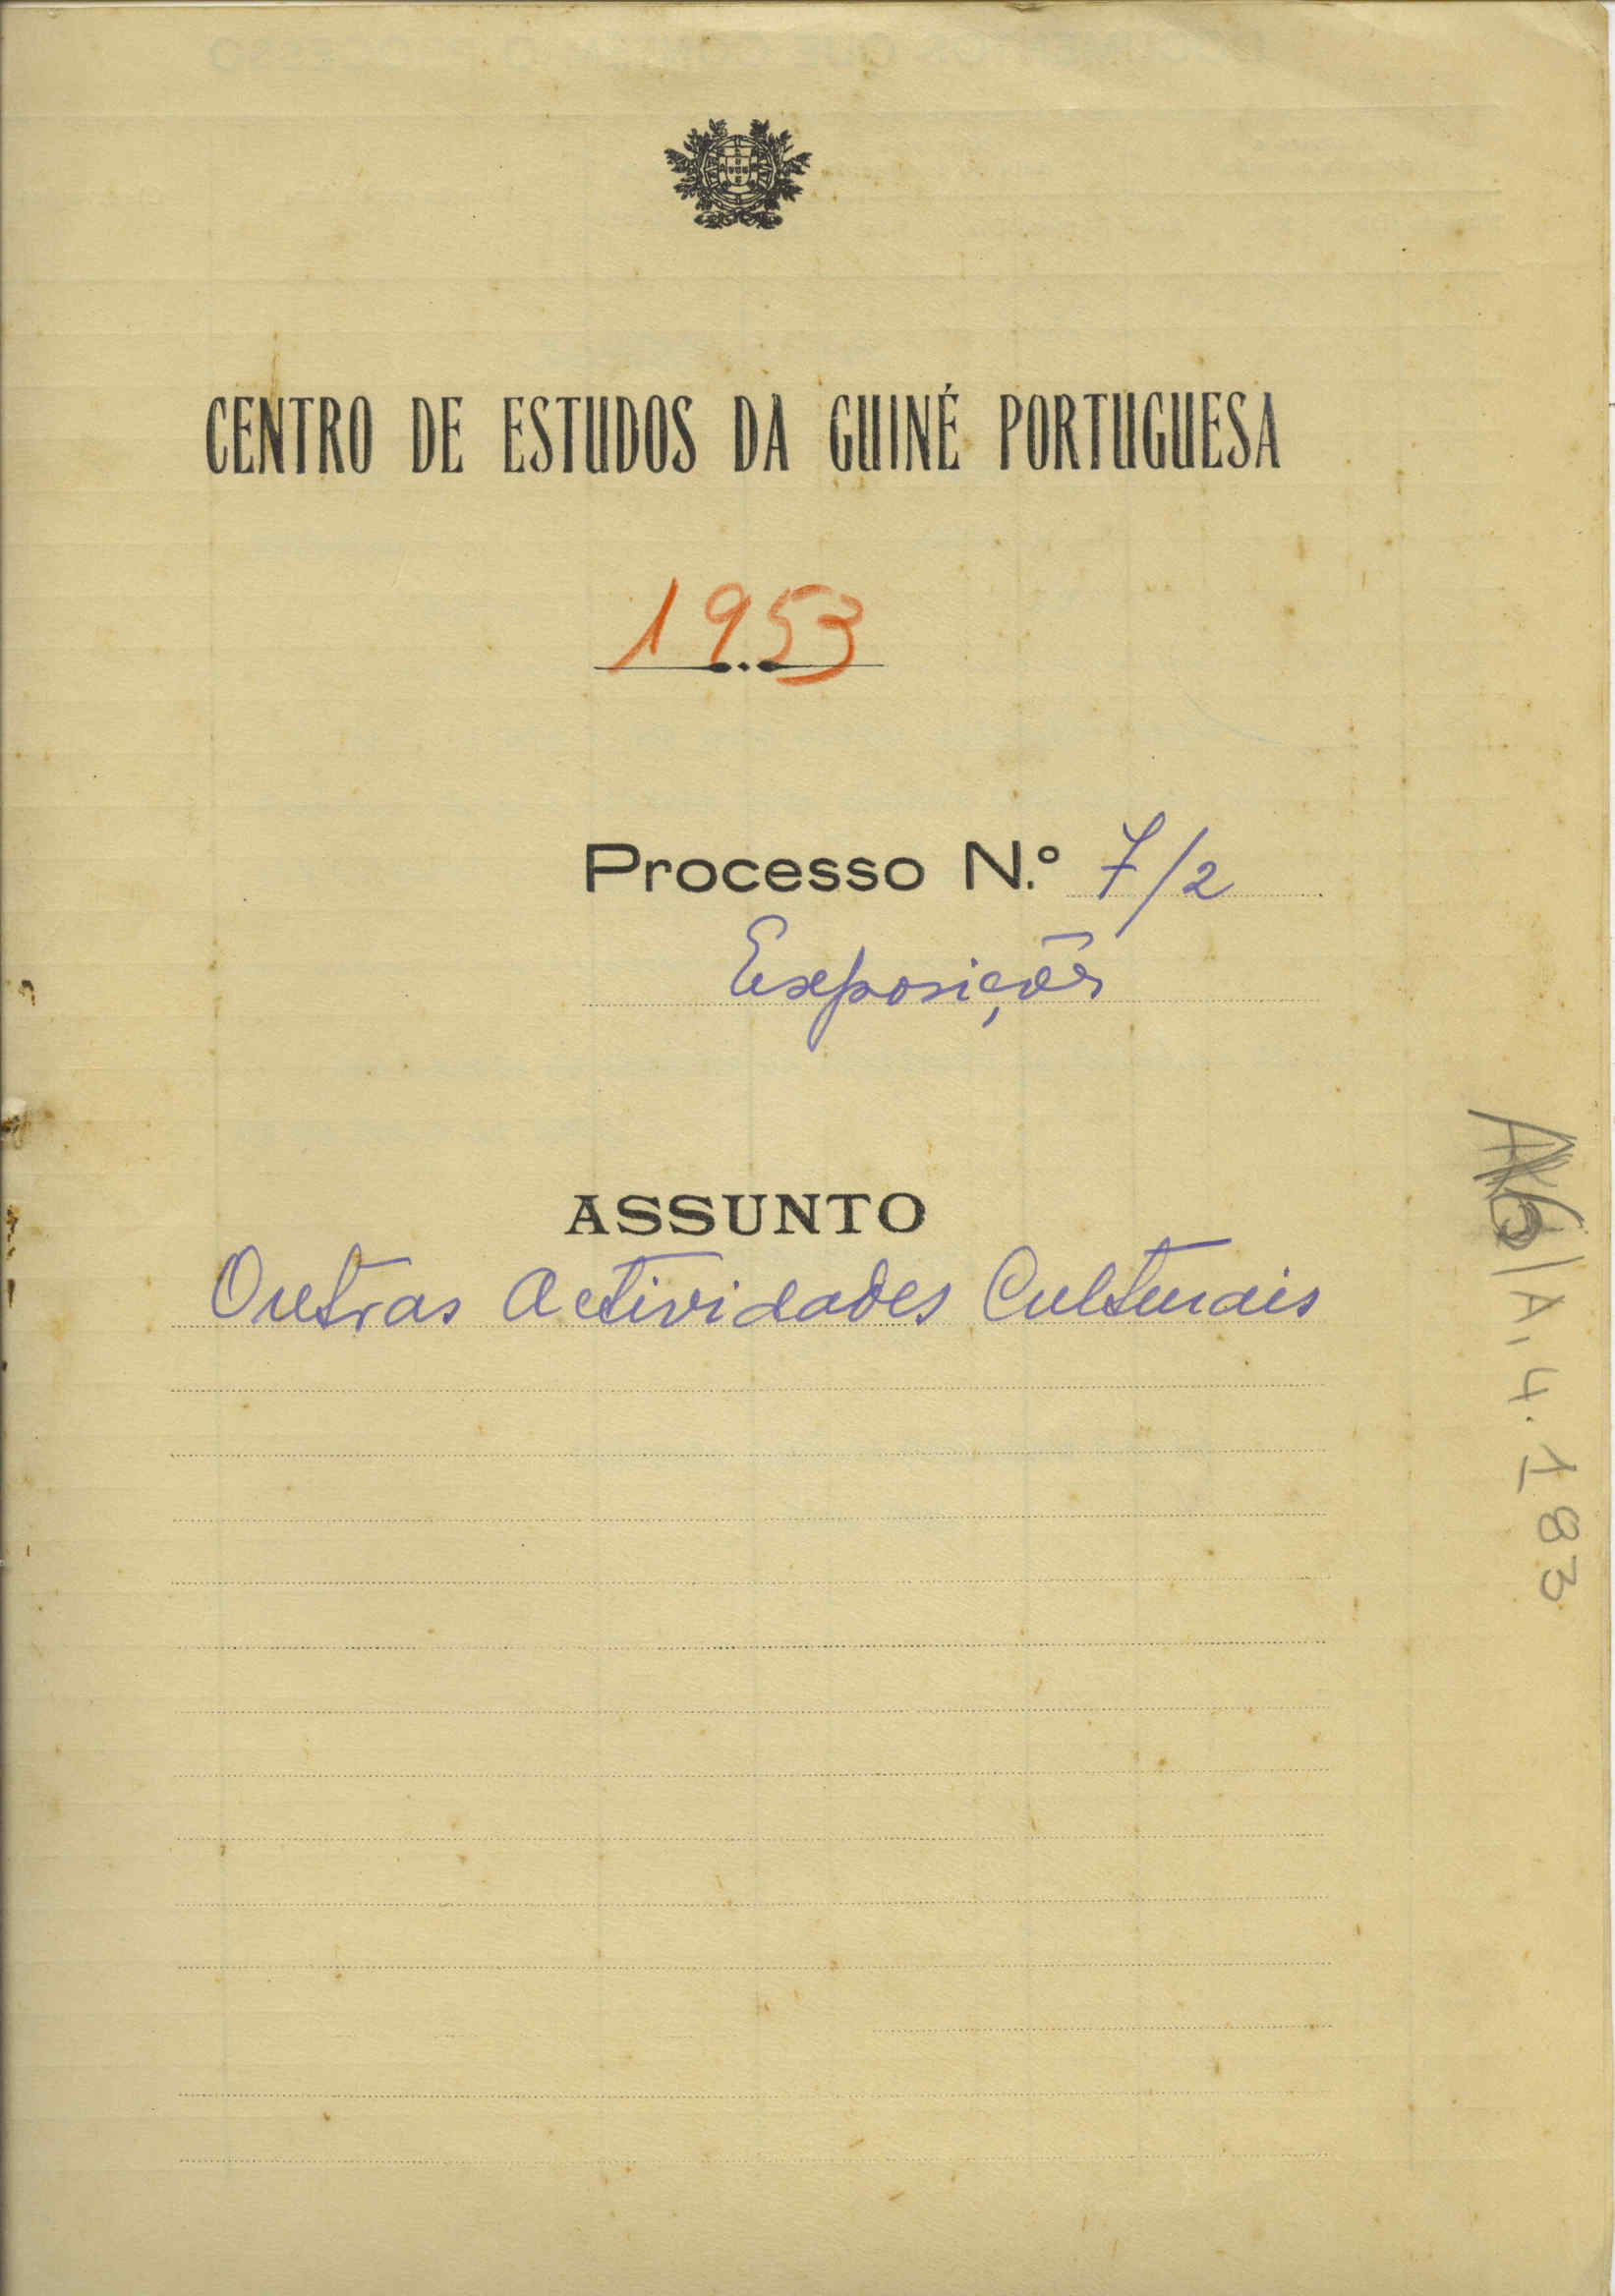 CENTRO DE ESTUDOS DA GUINÉ PORTUGUESA
1953
Processo N.º 7/2
Exposições
ASSUNTO
Outras Actividades Culturais
A. 4. 183